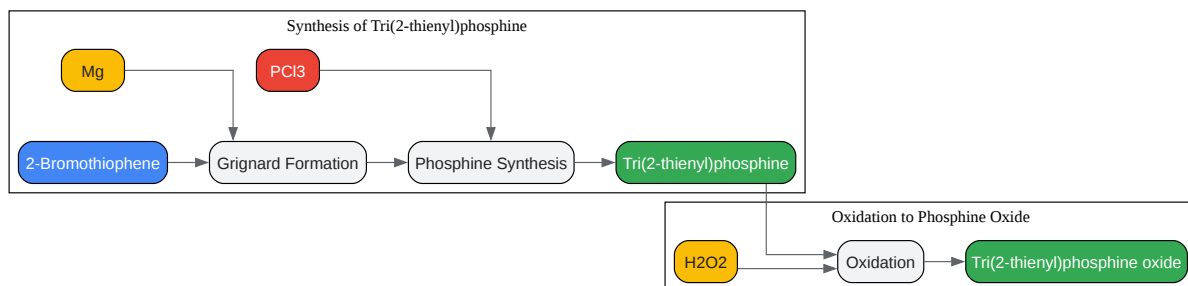 Synthesis of Tri(2-thienyl)phosphine
Mg
PCl3
2-Bromothiophene
Grignard Formation
Phosphine Synthesis
Tri(2-thienyl)phosphine
Oxidation to Phosphine Oxide
H2O2
Oxidation
Tri(2-thienyl)phosphine oxide